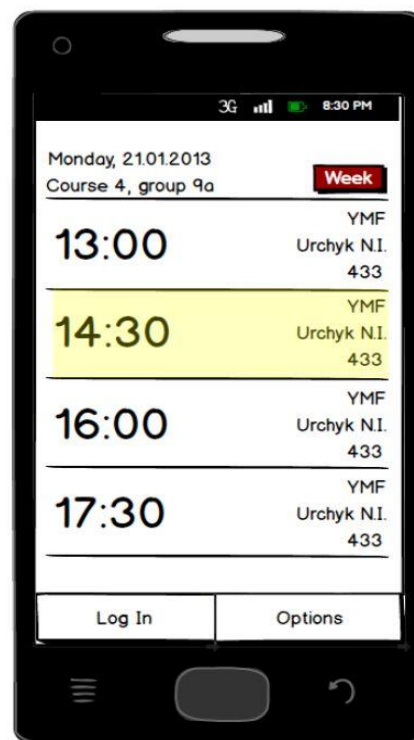 3G 8:30 PM
Monday, 21.01.2013
Course 4, group 9a
Week
13:00
YMF
Urchyk N.I.
433
14:30
YMF
Urchyk N.I.
433
16:00
YMF
Urchyk N.I.
433
17:30
YMF
Urchyk N.I.
433
Log In
Options